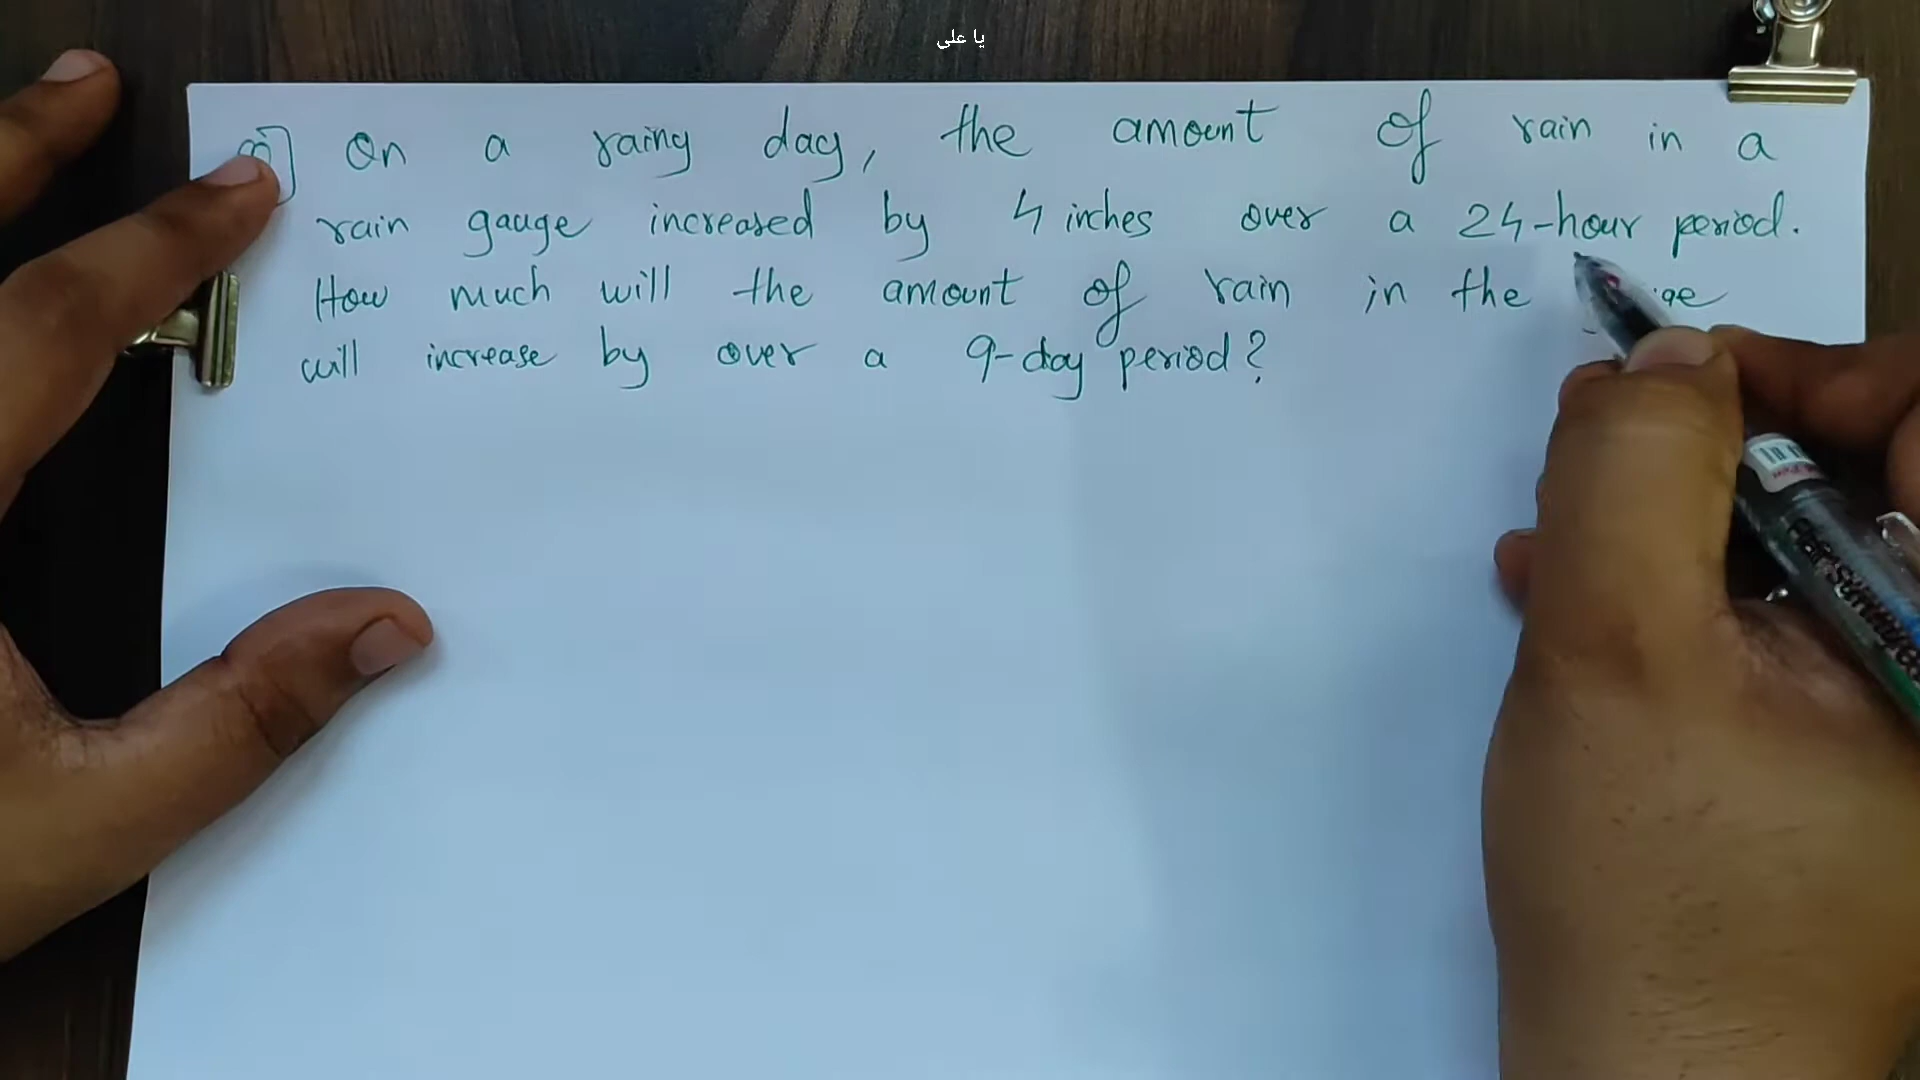 يا على
Q] On a rainy day, the amount of rain in a
rain gauge increased by 4 inches over a 24-hour period.
How much will the amount of rain in the
will increase by over a 9-day period?